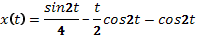 x(t) = sin2t/4 - t/2 cos2t - cos2t